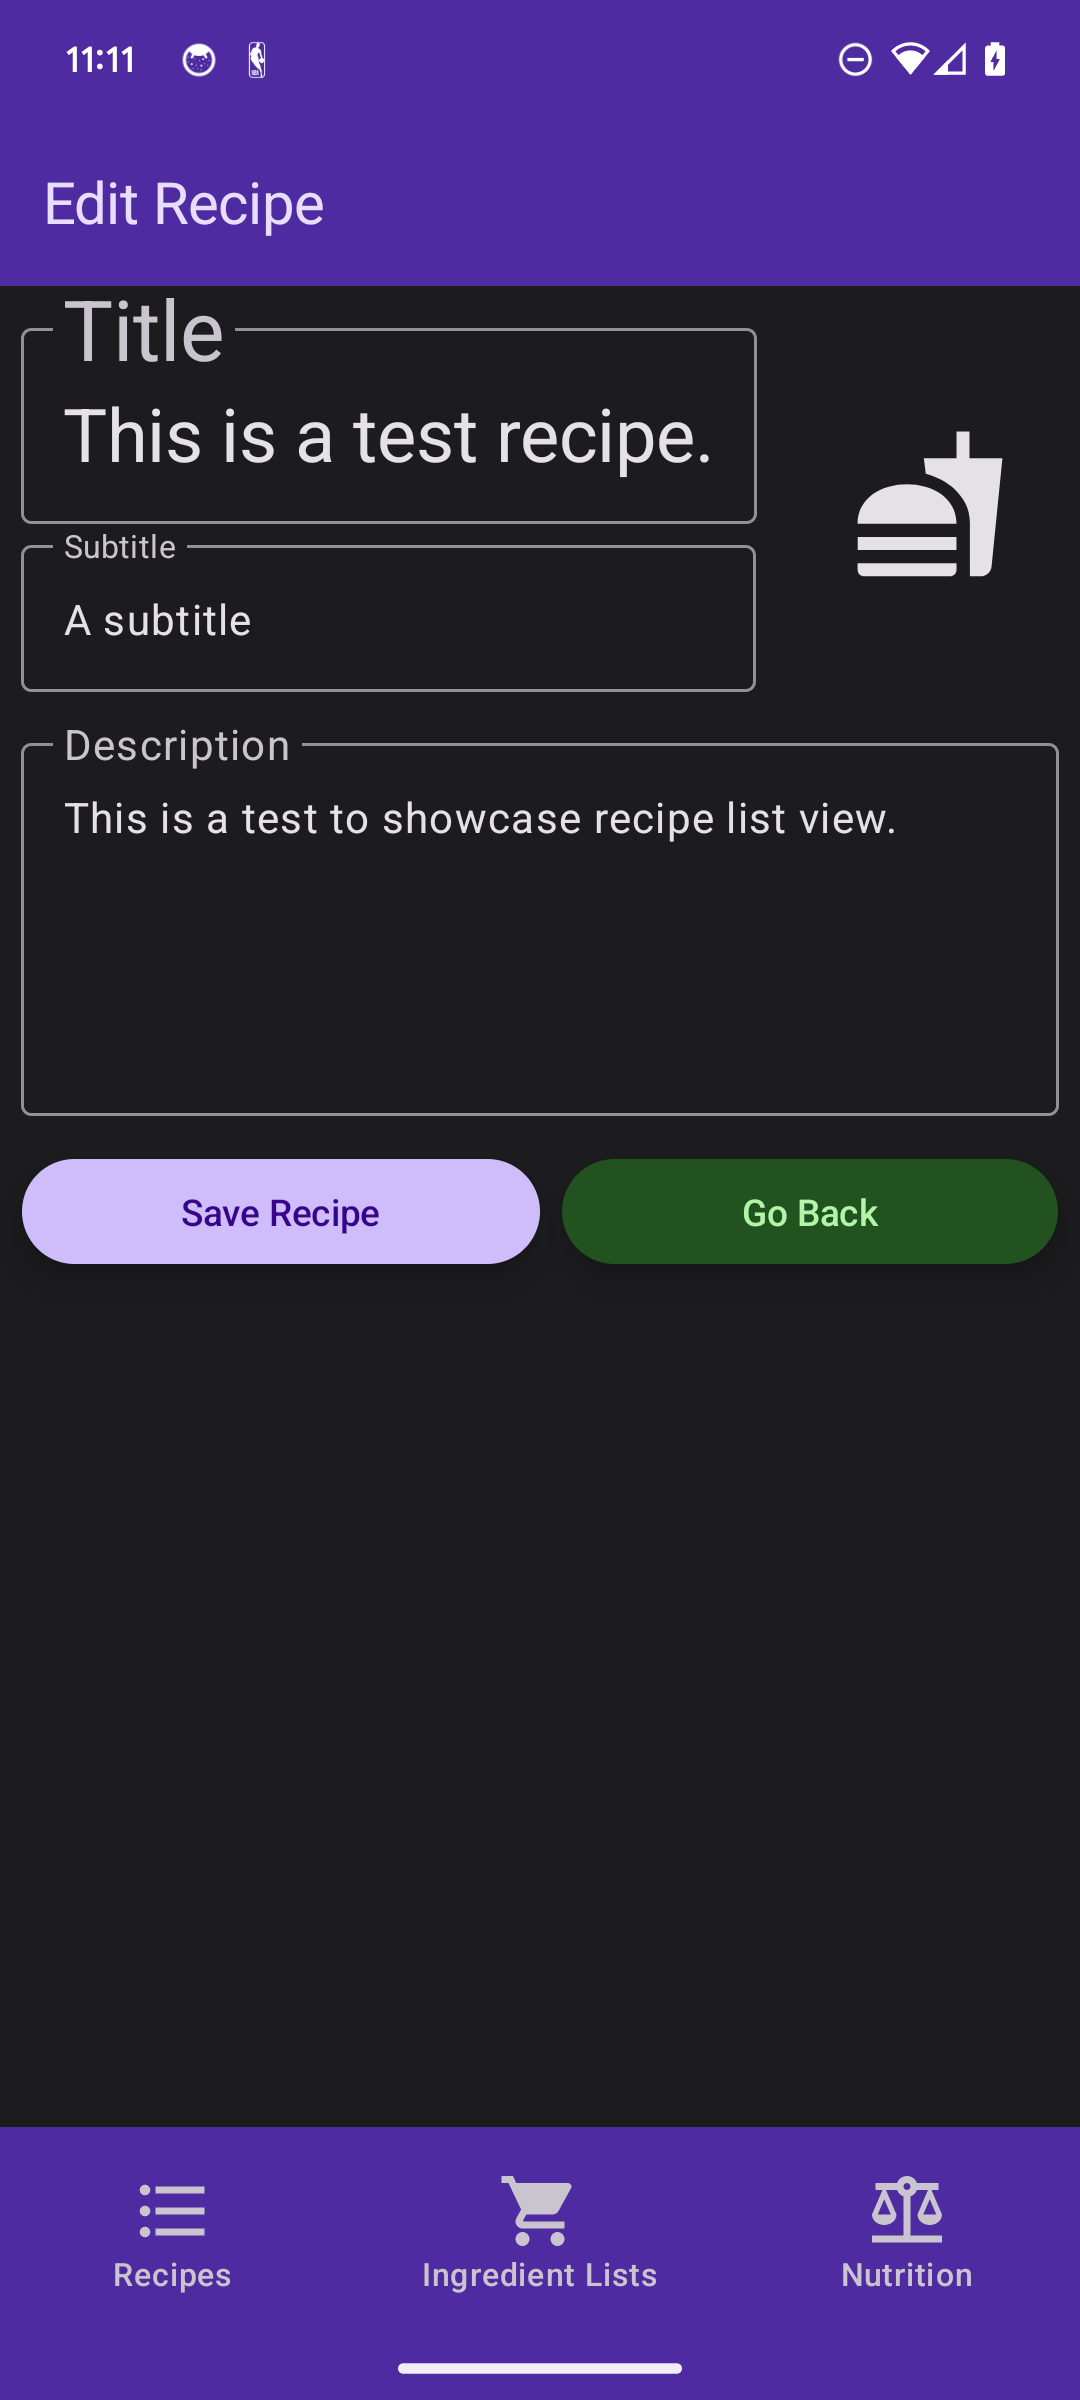 11:11
Edit Recipe
Title
This is a test recipe.
Subtitle
A subtitle
Description
This is a test to showcase recipe list view.
Save Recipe
Go Back
Recipes
Ingredient Lists
Nutrition